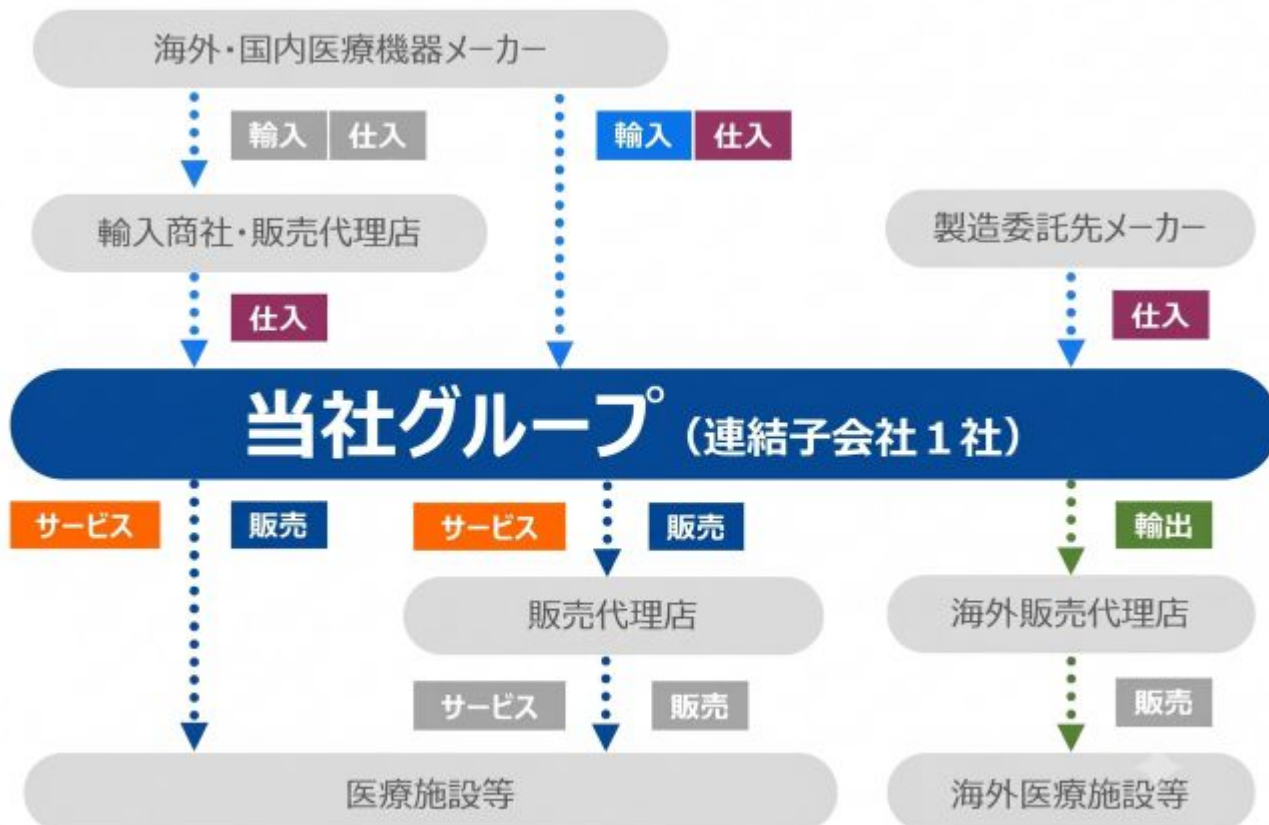 海外・国内医療機器メーカー
輸入 仕入 輸入 仕入
輸入商社・販売代理店 製造委託先メーカー
仕入 仕入
当社グループ（連結子会社１社）
サービス 販売 サービス 販売 輸出
販売代理店 海外販売代理店
サービス 販売 販売
医療施設等 海外医療施設等